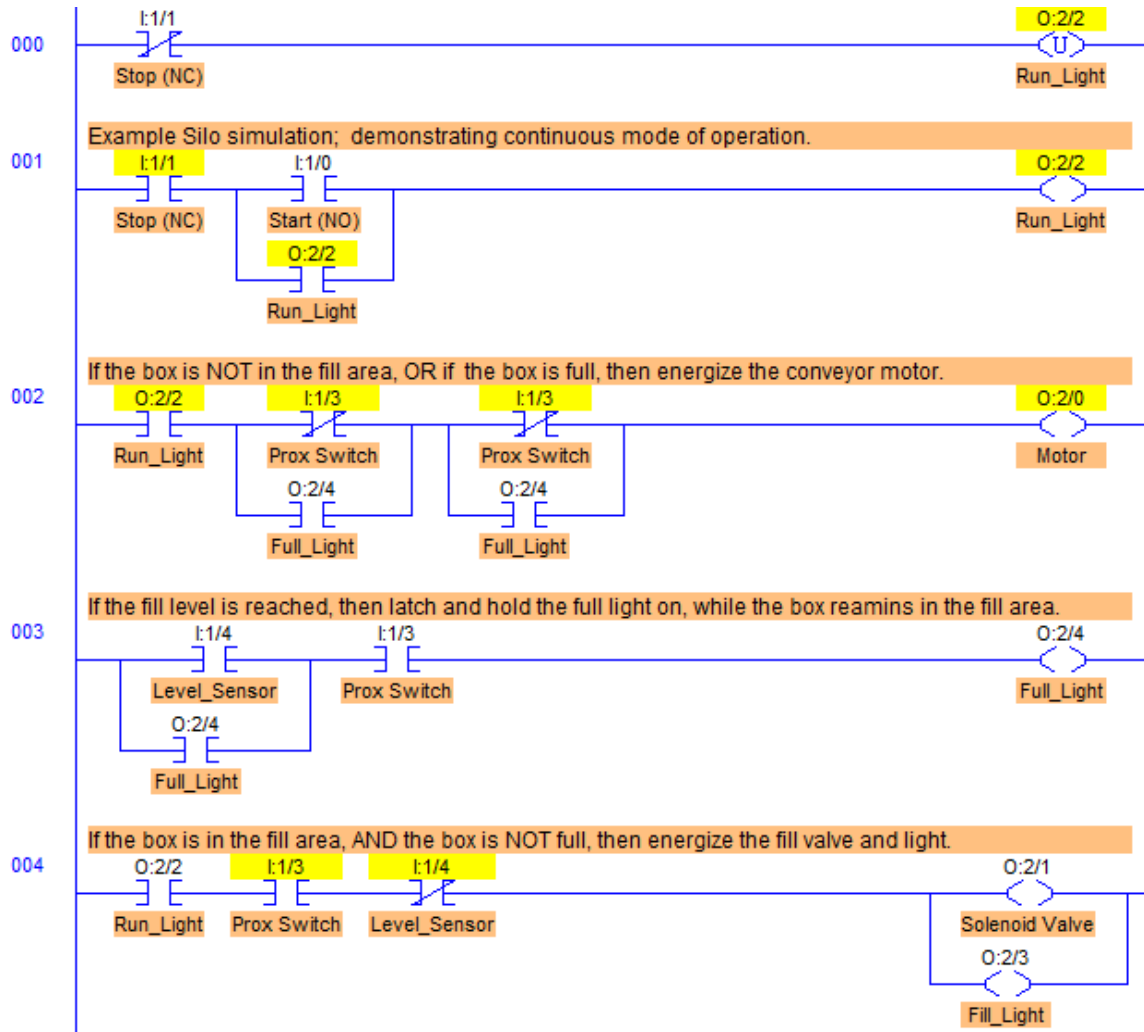 I:1/1 O:2/2
000 U
Stop (NC) Run_Light
Example Silo simulation; demonstrating continuous mode of operation.
001 I:1/1 I:1/0 O:2/2
Stop (NC) Start (NO) Run_Light
O:2/2
Run_Light
If the box is NOT in the fill area, OR if the box is full, then energize the conveyor motor.
002 O:2/2 I:1/3 I:1/3 O:2/0
Run_Light Prox Switch Prox Switch Motor
O:2/4 O:2/4
Full_Light Full_Light
If the fill level is reached, then latch and hold the full light on, while the box reamins in the fill area.
003 I:1/4 I:1/3 O:2/4
Level_Sensor Prox Switch Full_Light
O:2/4
Full_Light
If the box is in the fill area, AND the box is NOT full, then energize the fill valve and light.
004 O:2/2 I:1/3 I:1/4 O:2/1
Run_Light Prox Switch Level_Sensor Solenoid Valve
O:2/3
Fill_Light